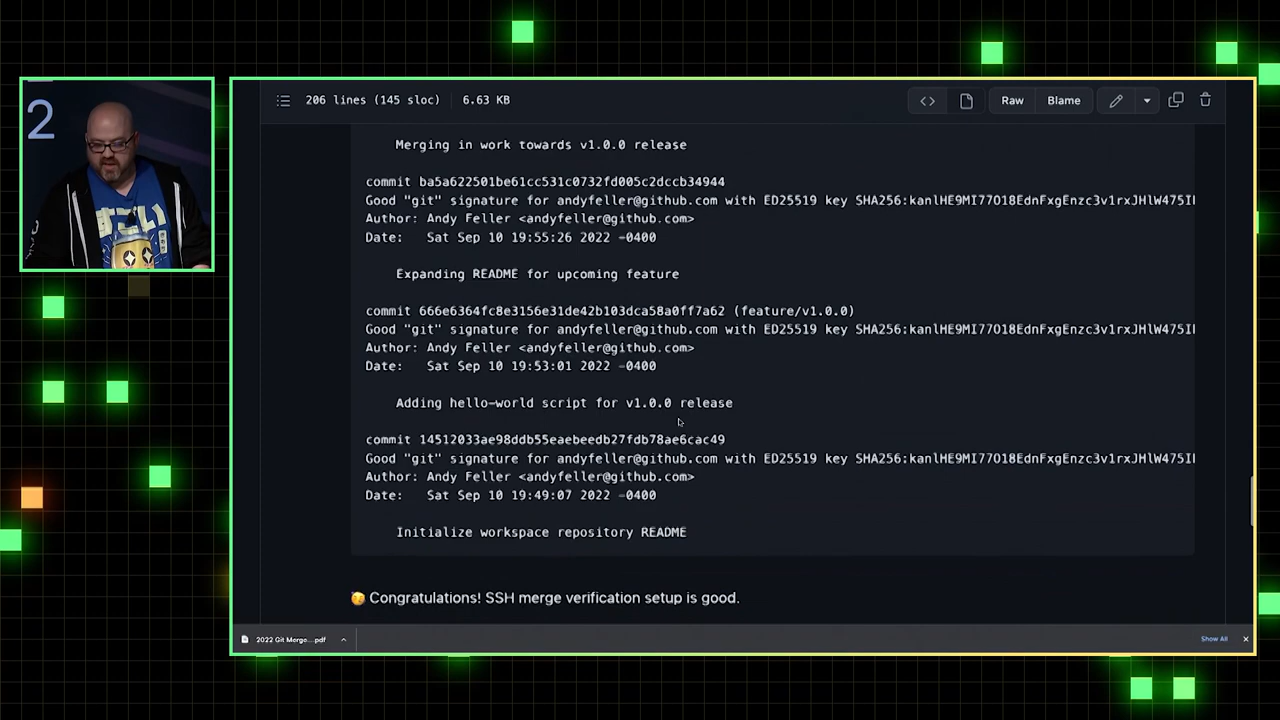 2
すごい
206 lines (145 sloc) 6.63 KB
Raw Blame
Merging in work towards v1.0.0 release
commit ba5a622501be61cc531c0732fd005c2dccb34944
Good "git" signature for andyfeller@github.com with ED25519 key SHA256:kanlHE9MI77O18EdnFxgEnzc3v1rxJHlW475I
Author: Andy Feller <andyfeller@github.com>
Date: Sat Sep 10 19:55:26 2022 -0400
Expanding README for upcoming feature
commit 666e6364fc8e3156e31de42b103dca58a0ff7a62 (feature/v1.0.0)
Good "git" signature for andyfeller@github.com with ED25519 key SHA256:kanlHE9MI77O18EdnFxgEnzc3v1rxJHlW475I
Author: Andy Feller <andyfeller@github.com>
Date: Sat Sep 10 19:53:01 2022 -0400
Adding hello-world script for v1.0.0 release
commit 14512033ae98ddb55eaebeedb27fdb78ae6cac49
Good "git" signature for andyfeller@github.com with ED25519 key SHA256:kanlHE9MI77O18EdnFxgEnzc3v1rxJHlW475I
Author: Andy Feller <andyfeller@github.com>
Date: Sat Sep 10 19:49:07 2022 -0400
Initialize workspace repository README
🥳 Congratulations! SSH merge verification setup is good.
2022 Git Merge....pdf
Show All